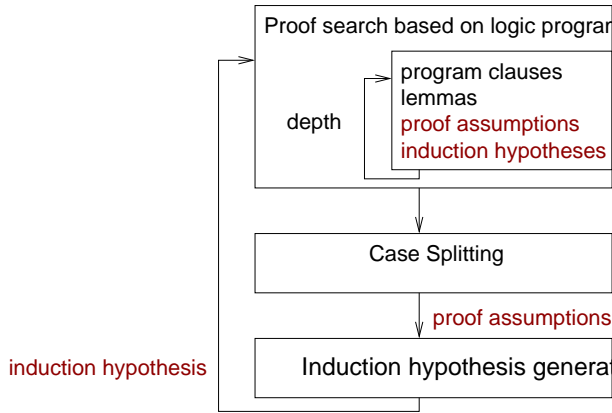 Proof search based on logic program
program clauses
lemmas
depth
proof assumptions
induction hypotheses
Case Splitting
proof assumptions
induction hypothesis
Induction hypothesis generat